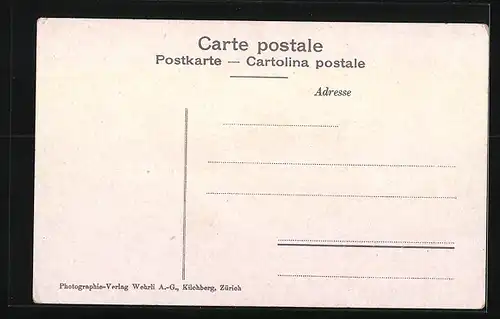 Carte postale
Postkarte — Cartolina postale
Adresse
Photographie-Verlag Wehrli A.-G., Kilchberg, Zürich